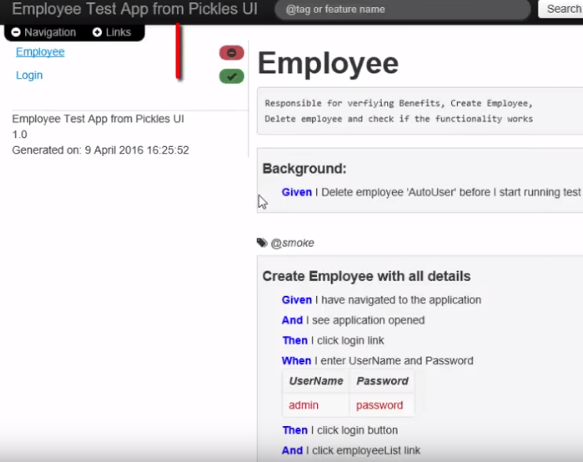 Employee Test App from Pickles UI
@tag or feature name
Search
Navigation Links
Employee
Login
Employee Test App from Pickles UI
1.0
Generated on: 9 April 2016 16:25:52
Employee
Responsible for verfiying Benefits, Create Employee,
Delete employee and check if the functionality works
Background:
Given I Delete employee 'AutoUser' before I start running test
@smoke
Create Employee with all details
Given I have navigated to the application
And I see application opened
Then I click login link
When I enter UserName and Password
UserName Password
admin password
Then I click login button
And I click employeeList link